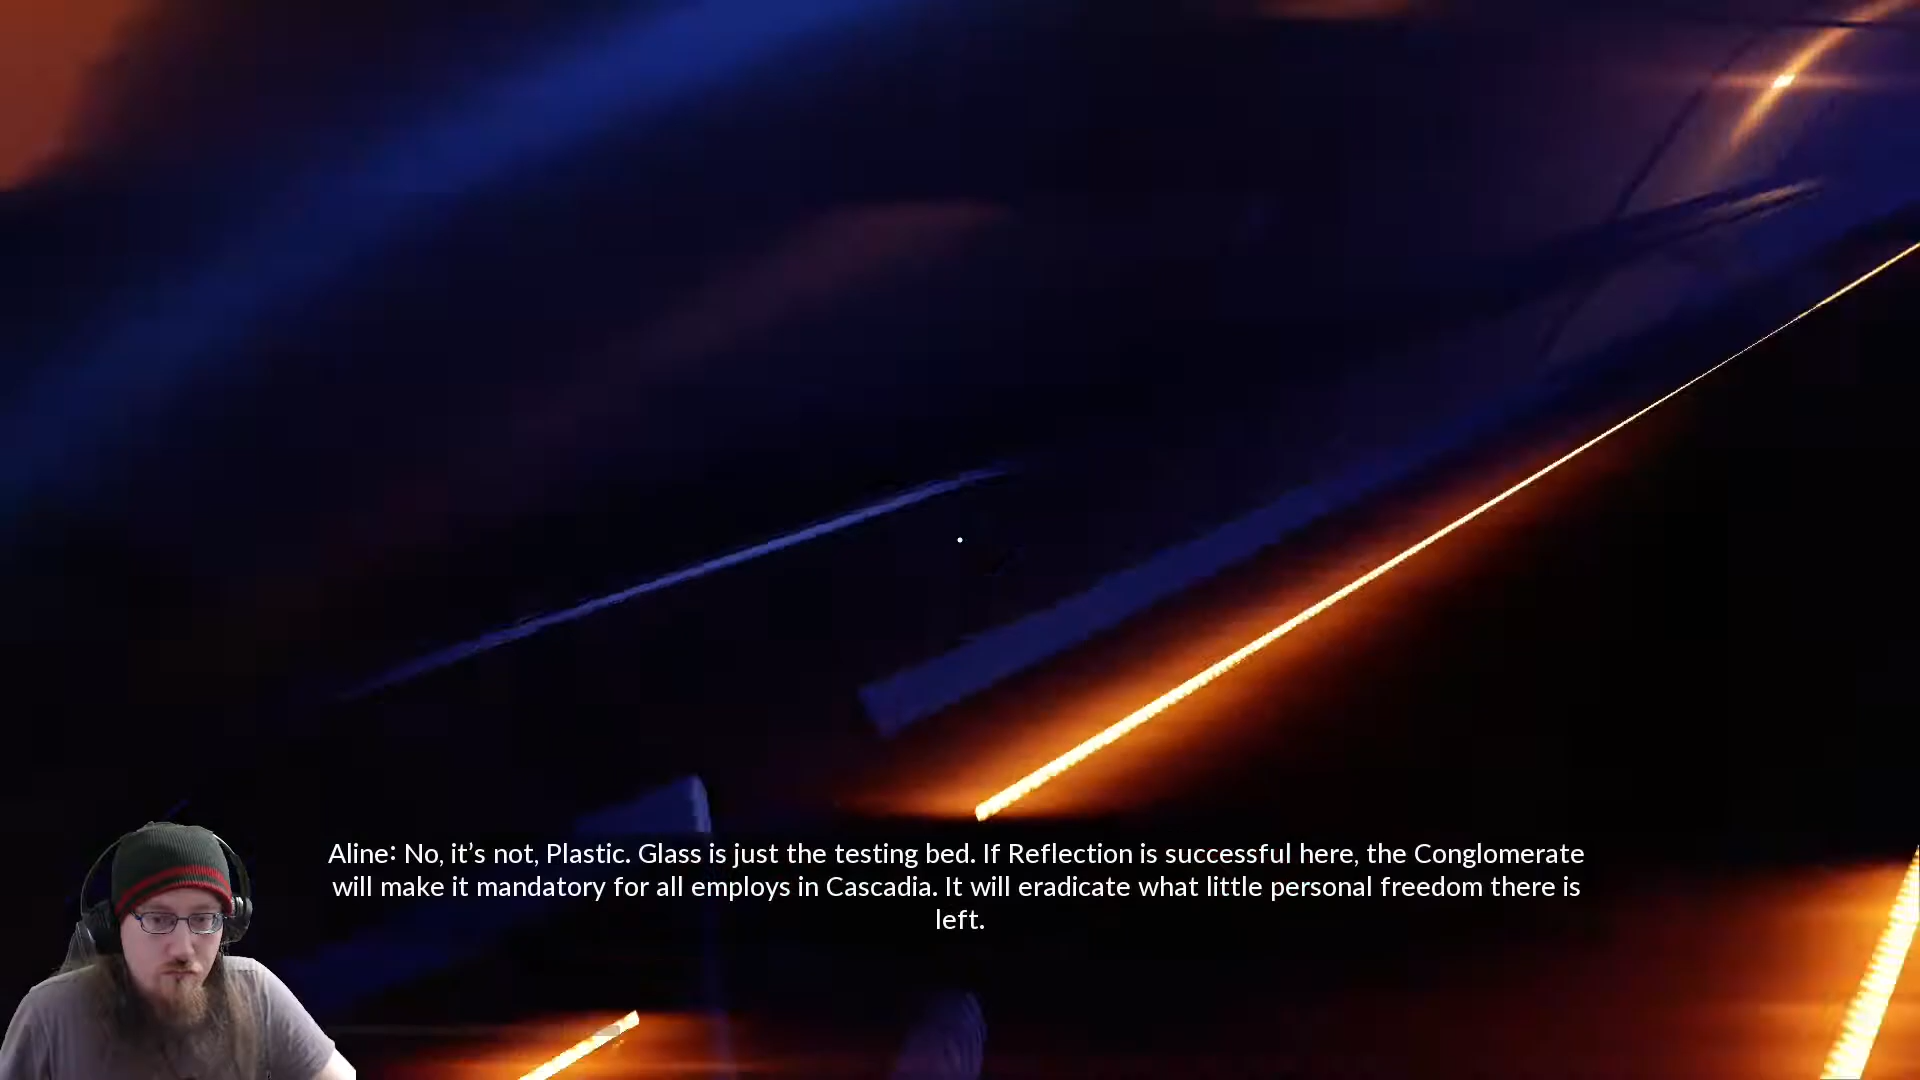 Aline: No, it’s not, Plastic. Glass is just the testing bed. If Reflection is successful here, the Conglomerate
will make it mandatory for all employs in Cascadia. It will eradicate what little personal freedom there is
left.